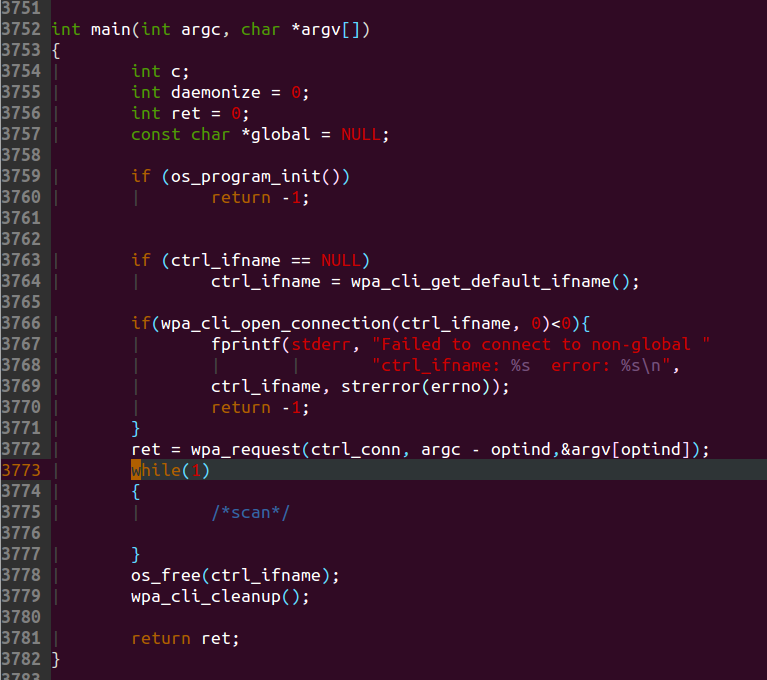 3751
3752 int main(int argc, char *argv[])
3753 {
3754 int c;
3755 int daemonize = 0;
3756 int ret = 0;
3757 const char *global = NULL;
3758
3759 if (os_program_init())
3760 return -1;
3761
3762
3763 if (ctrl_ifname == NULL)
3764 ctrl_ifname = wpa_cli_get_default_ifname();
3765
3766 if(wpa_cli_open_connection(ctrl_ifname, 0)<0){
3767 fprintf(stderr, "Failed to connect to non-global "
3768 "ctrl_ifname: %s  error: %s\n",
3769 ctrl_ifname, strerror(errno));
3770 return -1;
3771 }
3772 ret = wpa_request(ctrl_conn, argc - optind,&argv[optind]);
3773 while(1)
3774 {
3775 /*scan*/
3776
3777 }
3778 os_free(ctrl_ifname);
3779 wpa_cli_cleanup();
3780
3781 return ret;
3782 }
3783